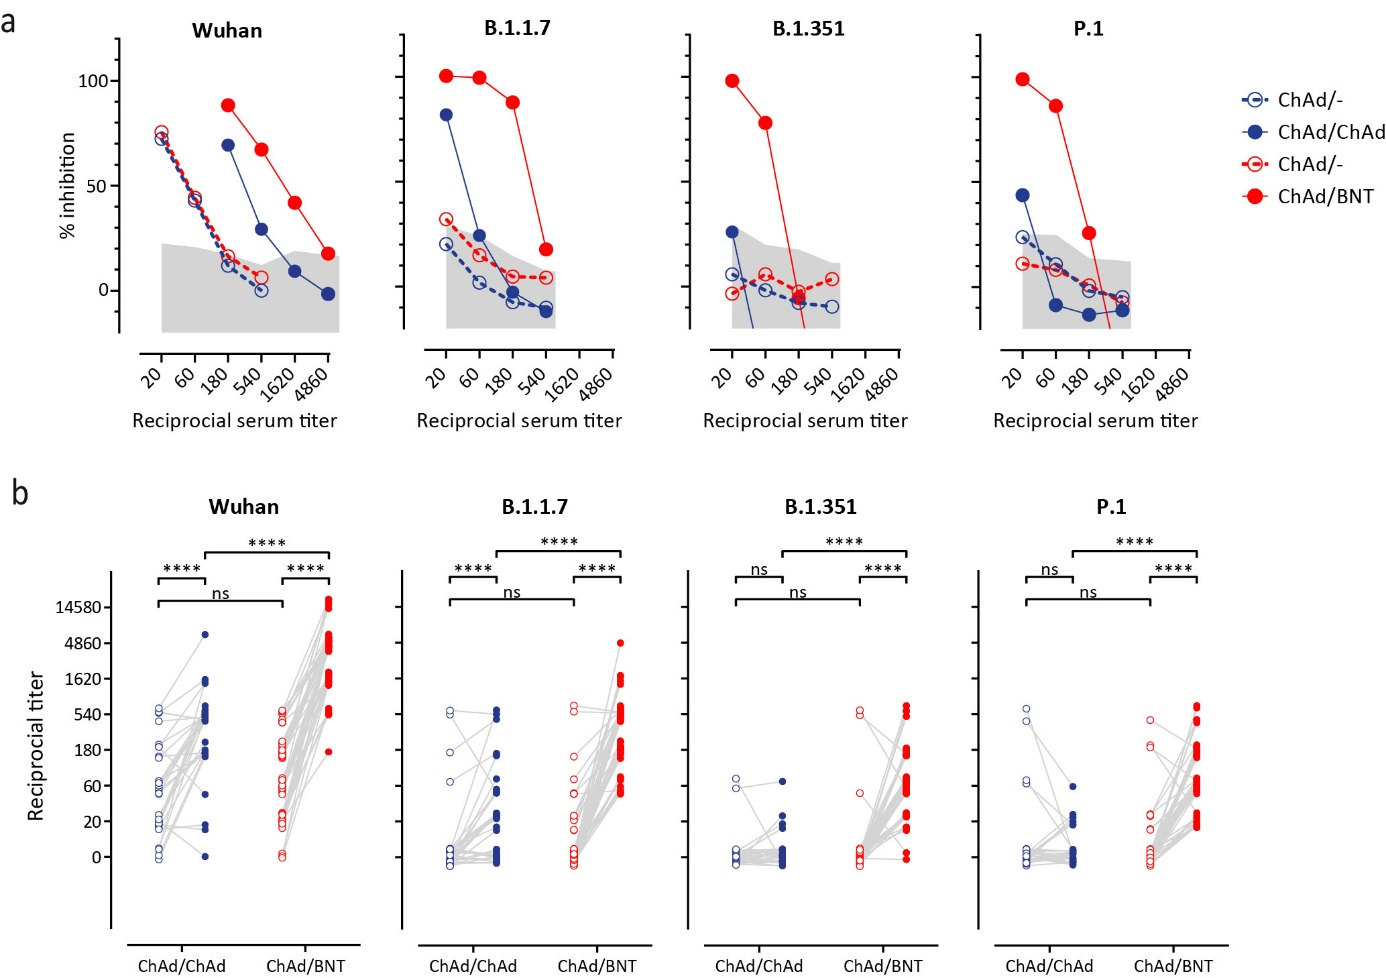 a
Wuhan
B.1.1.7
B.1.351
P.1
% inhibition
100
50
0
ChAd/-
ChAd/ChAd
ChAd/-
ChAd/BNT
20 60 180 540 1620 4860
20 60 180 540 1620 4860
20 60 180 540 1620 4860
20 60 180 540 1620 4860
Reciprocial serum titer
Reciprocial serum titer
Reciprocial serum titer
Reciprocial serum titer
b
Wuhan
B.1.1.7
B.1.351
P.1
****
****
****
****
**** ****
**** ****
ns ****
ns ****
ns
ns
ns
ns
Reciprocial titer
14580
4860
1620
540
180
60
20
0
ChAd/ChAd ChAd/BNT
ChAd/ChAd ChAd/BNT
ChAd/ChAd ChAd/BNT
ChAd/ChAd ChAd/BNT